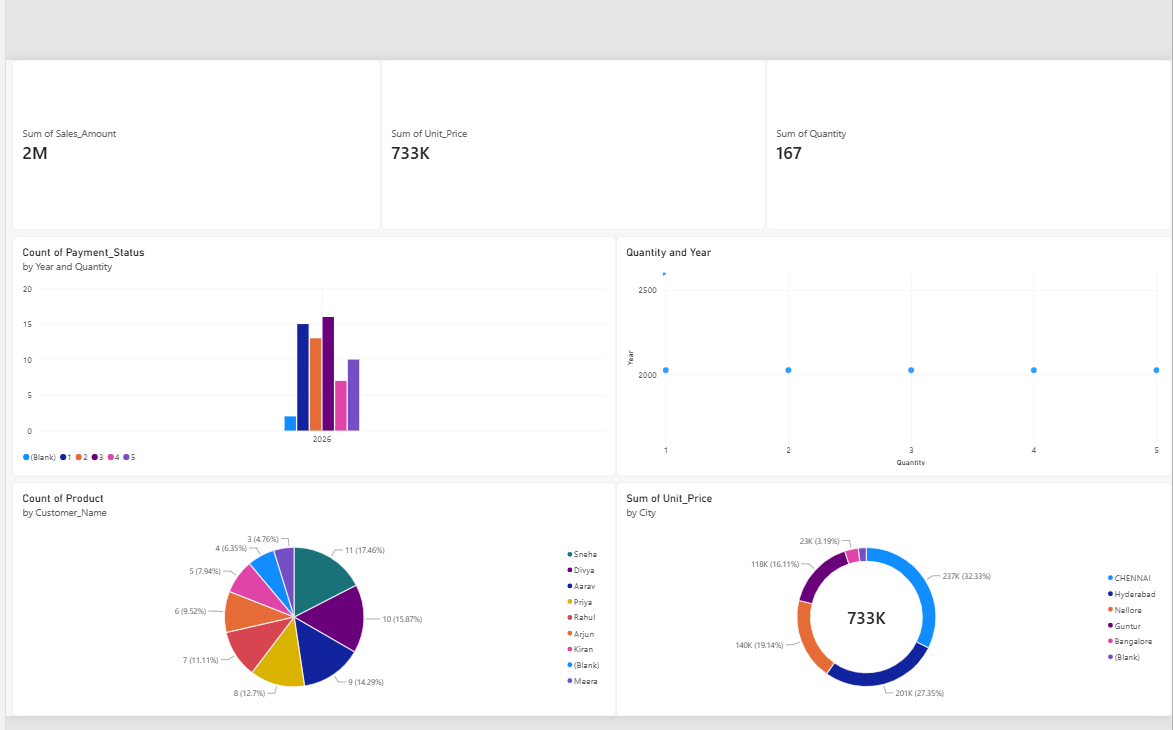 Sum of Sales_Amount
2M
Sum of Unit_Price
733K
Sum of Quantity
167
Count of Payment_Status
by Year and Quantity
20
15
10
5
0
2026
(Blank) 1 2 3 4 5
Quantity and Year
2500
2000
Year
1 2 3 4 5
Quantity
Count of Product
by Customer_Name
3 (4.76%)
4 (6.35%)
5 (7.94%)
6 (9.52%)
7 (11.11%)
8 (12.7%)
11 (17.46%)
10 (15.87%)
9 (14.29%)
Sneha
Divya
Aarav
Priya
Rahul
Arjun
Kiran
(Blank)
Meera
Sum of Unit_Price
by City
23K (3.19%)
118K (16.11%)
140K (19.14%)
237K (32.33%)
201K (27.35%)
733K
CHENNAI
Hyderabad
Nellore
Guntur
Bangalore
(Blank)